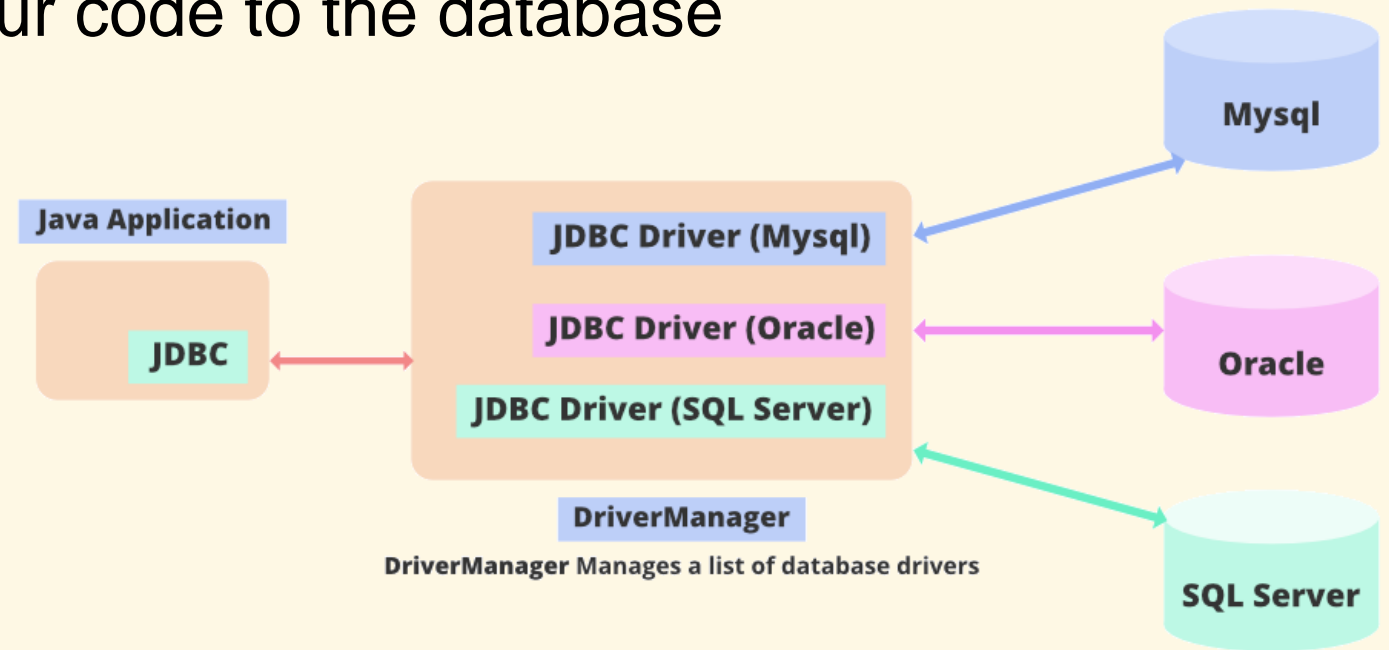 ur code to the database
Mysql
Java Application
JDBC Driver (Mysql)
JDBC Driver (Oracle)
JDBC
Oracle
JDBC Driver (SQL Server)
DriverManager
DriverManager Manages a list of database drivers
SQL Server